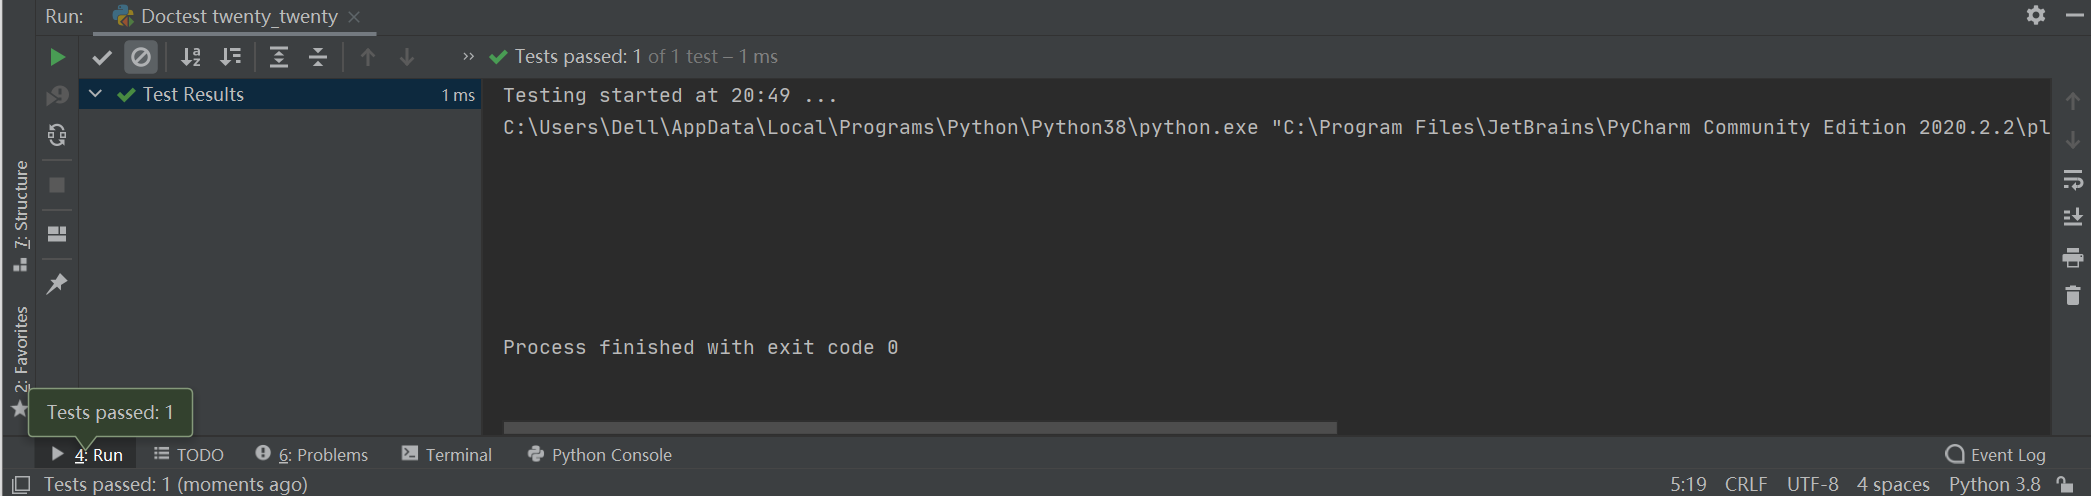 Run: Doctest twenty_twenty
Tests passed: 1 of 1 test – 1 ms
Test Results 1 ms
Testing started at 20:49 ...
C:\Users\Dell\AppData\Local\Programs\Python\Python38\python.exe "C:\Program Files\JetBrains\PyCharm Community Edition 2020.2.2\pl
Process finished with exit code 0
7: Structure
2: Favorites
Tests passed: 1
4: Run TODO 6: Problems Terminal Python Console Event Log
Tests passed: 1 (moments ago) 5:19 CRLF UTF-8 4 spaces Python 3.8